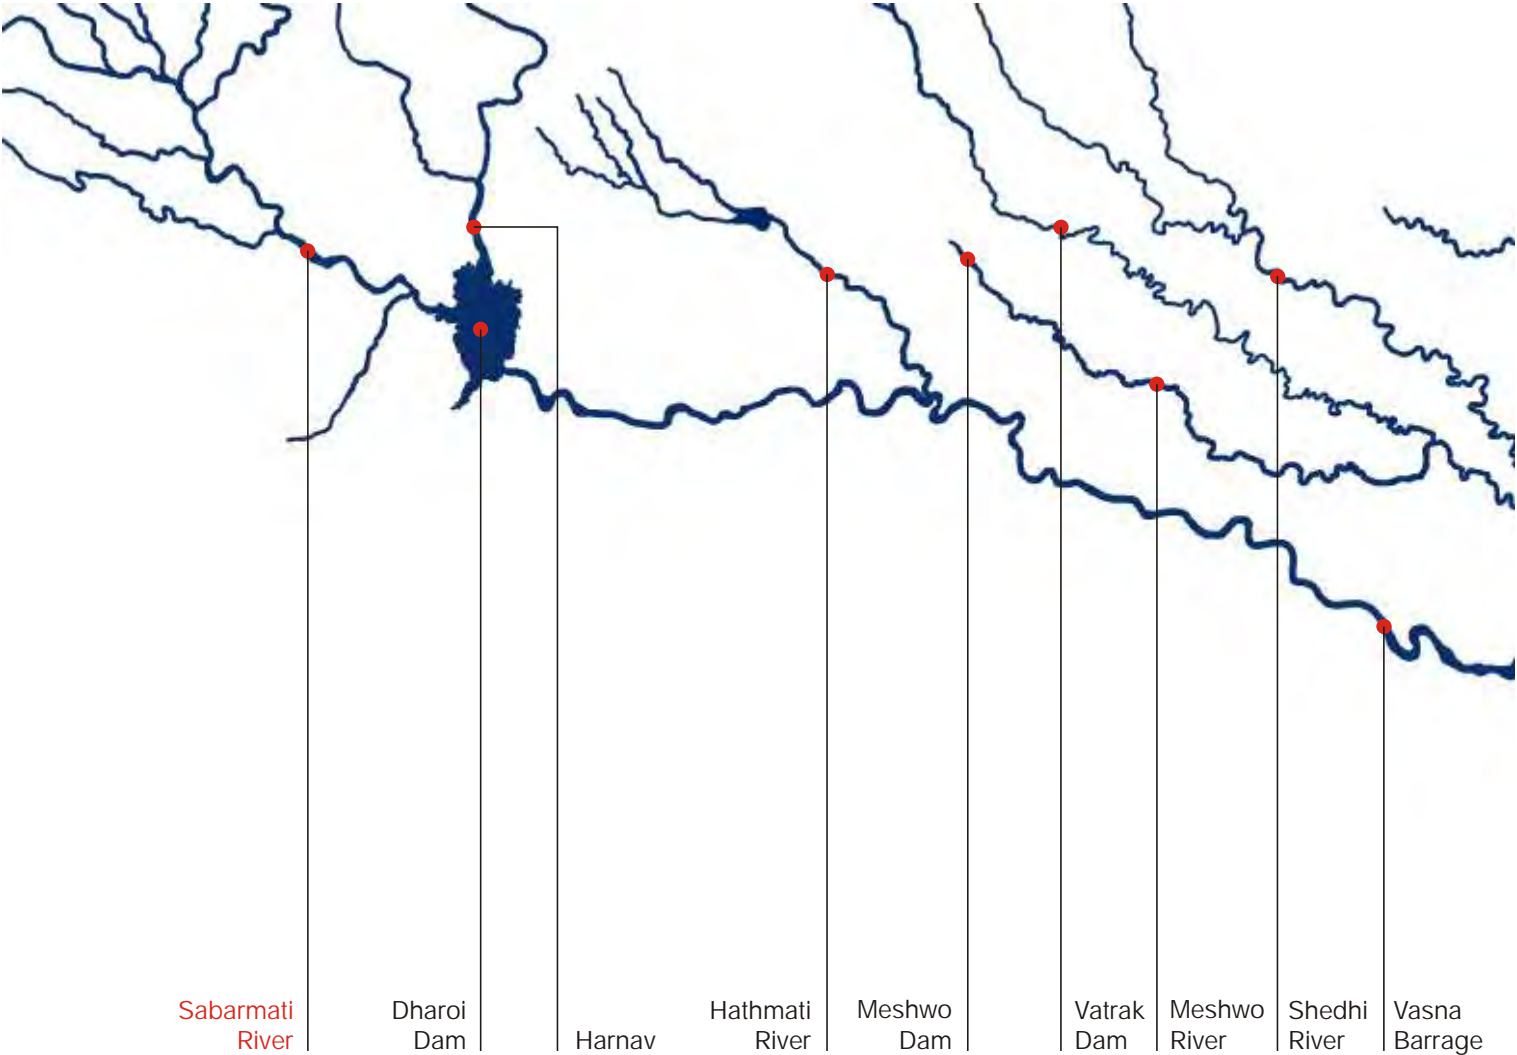 Sabarmati
River
Dharoi
Dam
Harnav
Hathmati
River
Meshwo
Dam
Vatrak
Dam
Meshwo
River
Shedhi
River
Vasna
Barrage